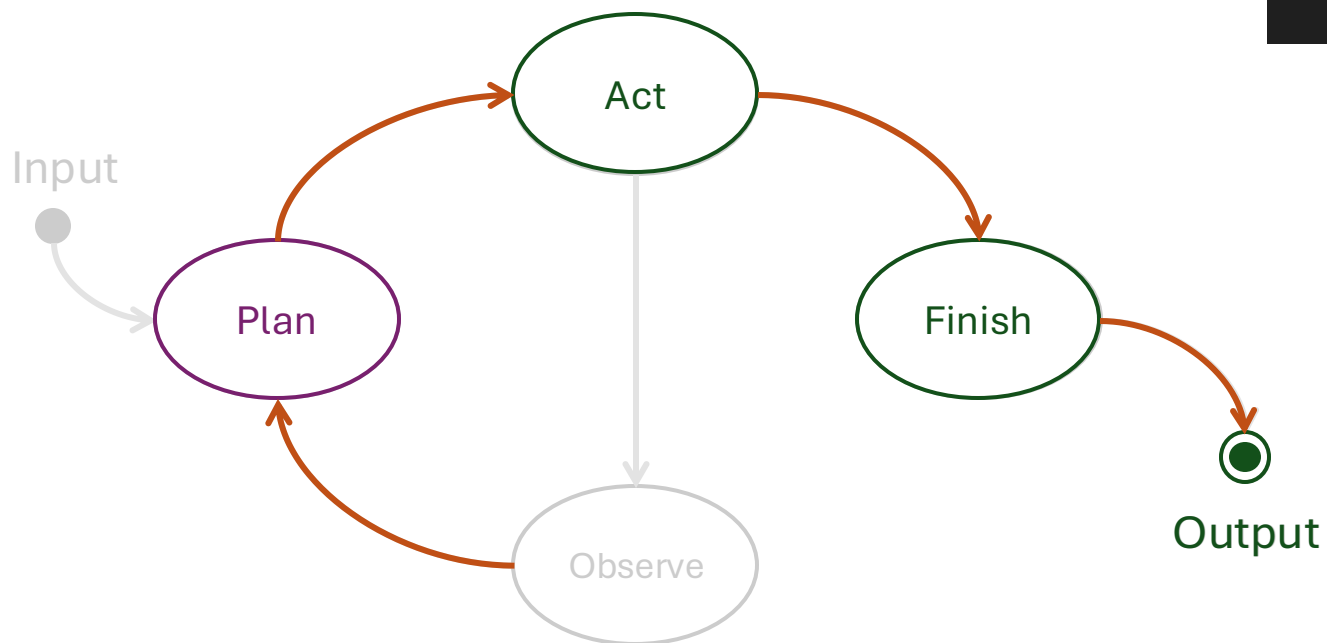 Act
Input
Plan
Finish
Observe
Output